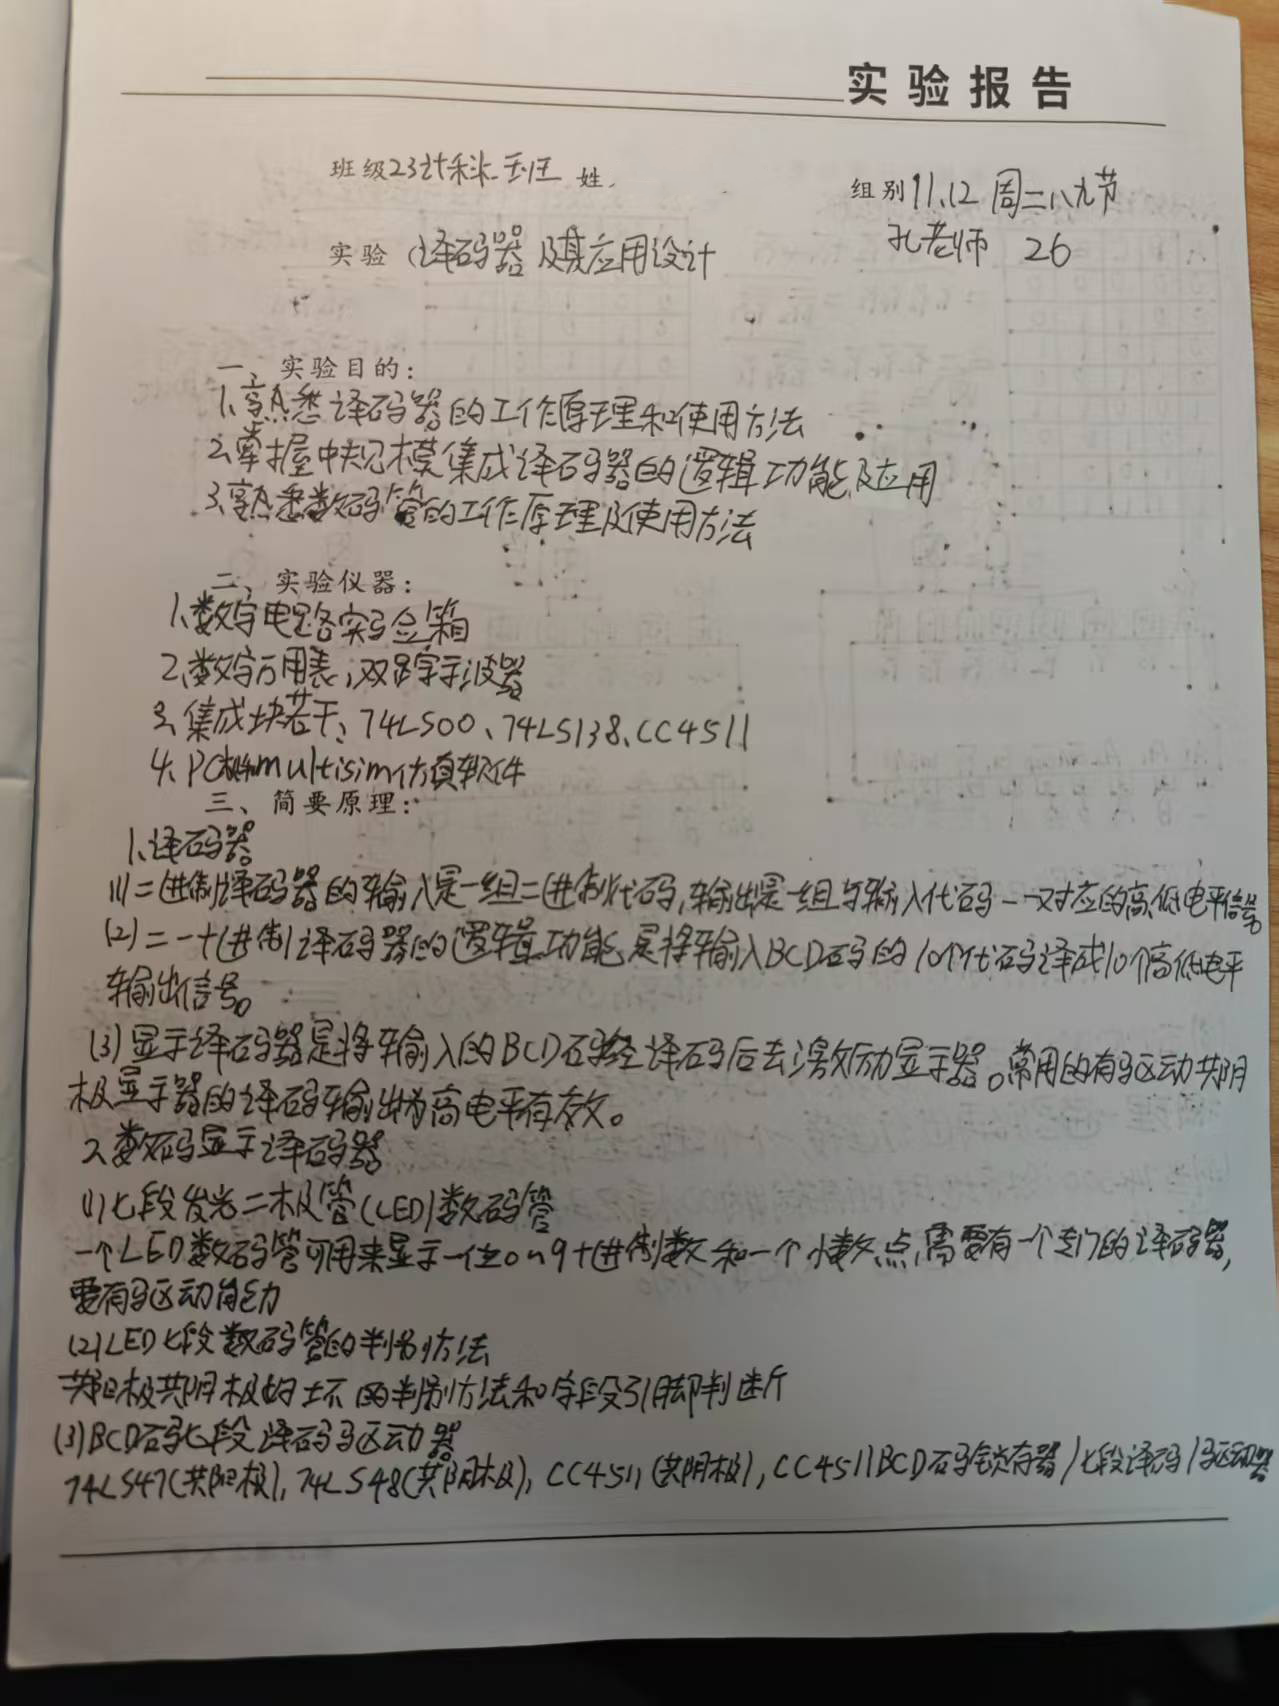 实验报告
班级23计科 姓
组别11、12 周二八九节
孔老师 26
实验 译码器及其应用设计
一、实验目的：
1、熟悉译码器的工作原理和使用方法
2、掌握中规模集成译码器的逻辑功能及应用
3、熟悉数码管的工作原理及使用方法
二、实验仪器：
1、数字电路实验箱
2、数字万用表，双踪示波器
3、集成块若干、74LS00、74LS138、CC4511
4、PC机和multisim仿真软件
三、简要原理：
1、译码器
(1)二进制译码器的输入是一组二进制代码，输出是一组与输入代码一一对应的高低电平信号。
(2)二-十进制译码器的逻辑功能是将输入BCD码的10个代码译成10个高低电平
输出信号。
(3)显示译码器是将输入的BCD码经译码后去激励显示器。常用的有驱动共阴
极显示器的译码输出为高电平有效。
2、数码显示译码器
(1)七段发光二极管(LED)数码管
一个LED数码管可用来显示一位0~9十进制数和一个小数点，需要有一个专门的译码器，
要有驱动能力
(2)LED七段数码管的判别方法
共阳极共阴极好坏的判别方法和字段引脚判断
(3)BCD码七段译码驱动器
74LS47(共阳极)，74LS48(共阴极)，CC4511(共阴极)，CC4511BCD码锁存器/七段译码/驱动器